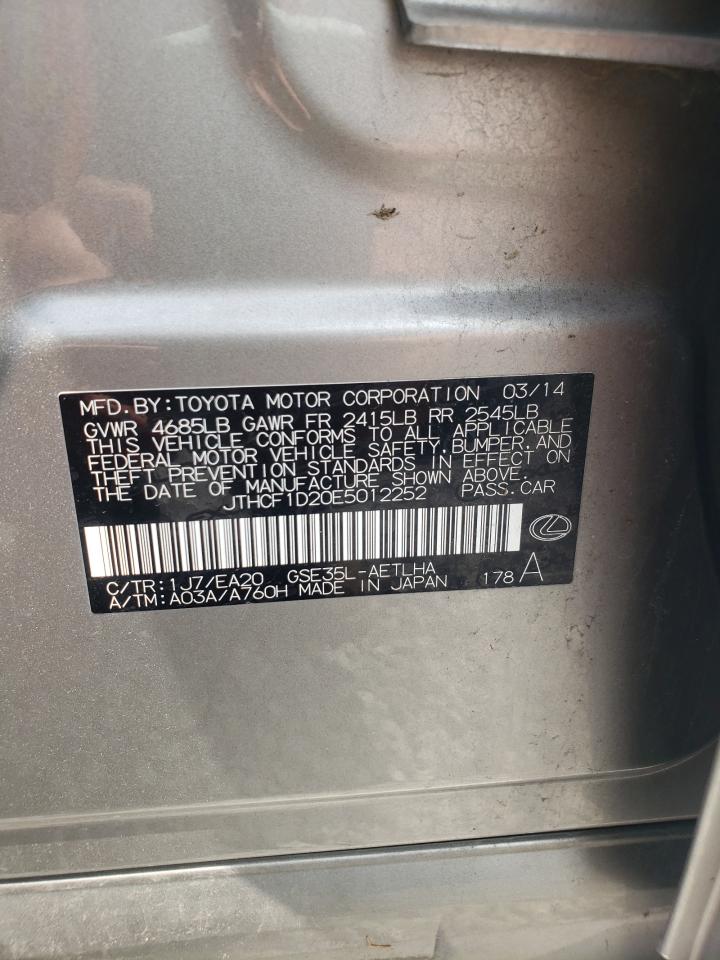 MFD. BY: TOYOTA MOTOR CORPORATION 03/14
GVWR 4685LB GAWR FR 2415LB RR 2545LB
THIS VEHICLE CONFORMS TO ALL APPLICABLE
FEDERAL MOTOR VEHICLE SAFETY, BUMPER, AND
THEFT PREVENTION STANDARDS IN EFFECT ON
THE DATE OF MANUFACTURE SHOWN ABOVE.
JTHCF1D20E5012252 PASS. CAR
C/TR: 1J7/EA20 GSE35L-AETLHA
A/TM: A03A/A760H MADE IN JAPAN 178 A